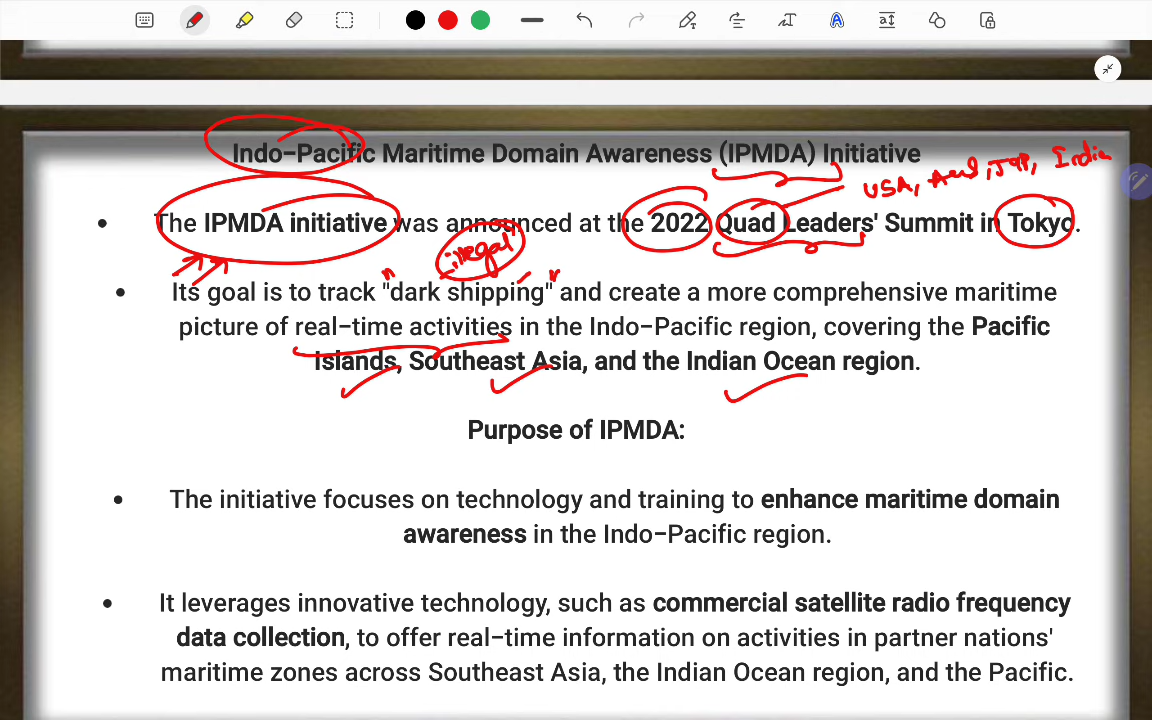 Indo-Pacific Maritime Domain Awareness (IPMDA) Initiative
USA, Aus, Jap, India
• The IPMDA initiative was announced at the 2022 Quad Leaders' Summit in Tokyo.
illegal
• Its goal is to track "dark shipping" and create a more comprehensive maritime
picture of real-time activities in the Indo-Pacific region, covering the Pacific
Islands, Southeast Asia, and the Indian Ocean region.
Purpose of IPMDA:
• The initiative focuses on technology and training to enhance maritime domain
awareness in the Indo-Pacific region.
• It leverages innovative technology, such as commercial satellite radio frequency
data collection, to offer real-time information on activities in partner nations'
maritime zones across Southeast Asia, the Indian Ocean region, and the Pacific.